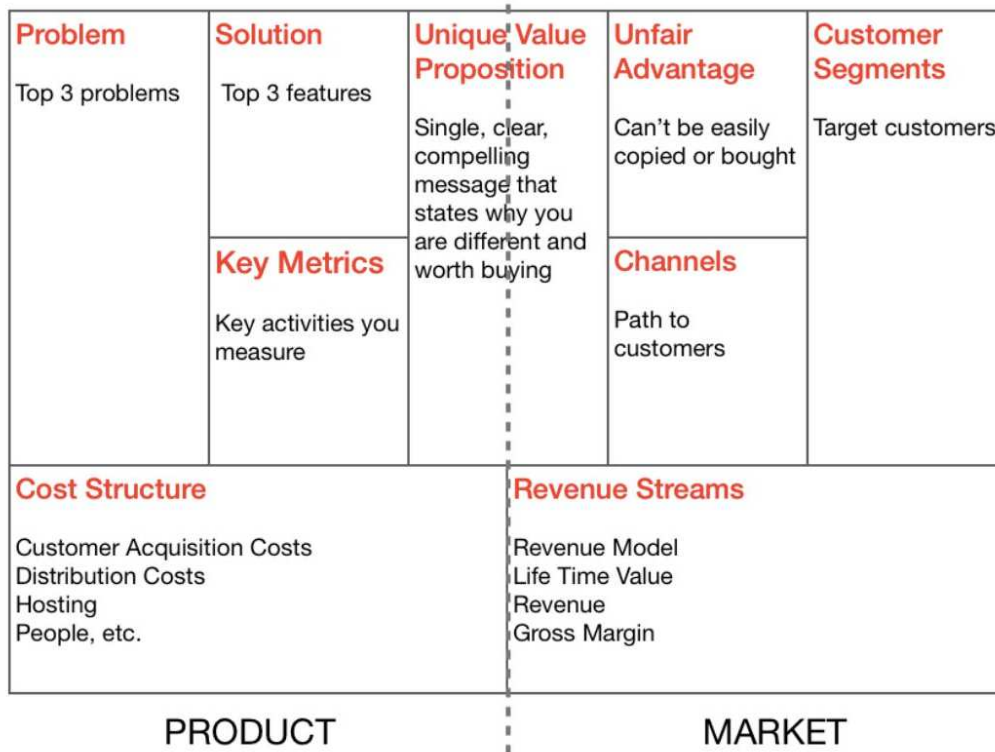 Problem
Top 3 problems
Solution
Top 3 features
Key Metrics
Key activities you
measure
Unique Value
Proposition
Single, clear,
compelling
message that
states why you
are different and
worth buying
Unfair
Advantage
Can't be easily
copied or bought
Channels
Path to
customers
Customer
Segments
Target customers
Cost Structure
Customer Acquisition Costs
Distribution Costs
Hosting
People, etc.
Revenue Streams
Revenue Model
Life Time Value
Revenue
Gross Margin
PRODUCT
MARKET